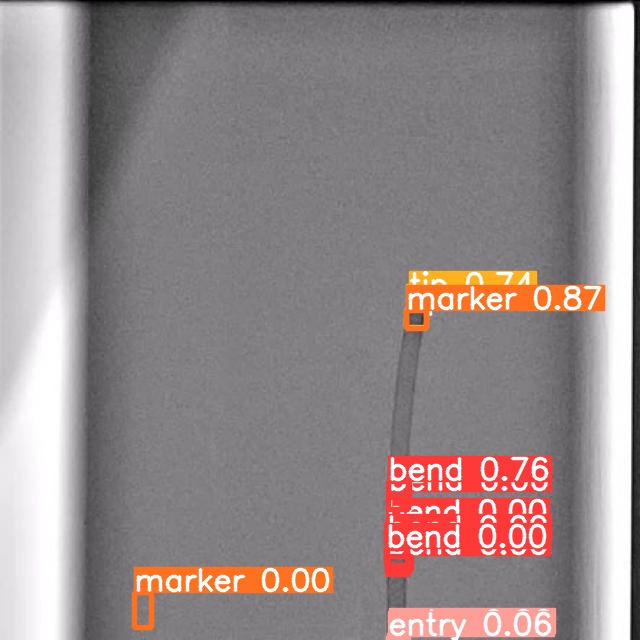 tip 0.74
marker 0.87
bend 0.76
bend 0.00
bend 0.00
marker 0.00
entry 0.06